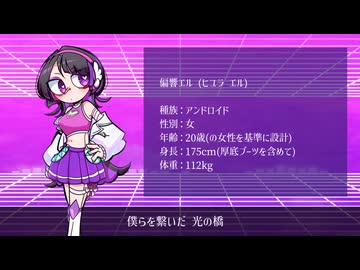 偏響エル (ヒユラ エル)
種族：アンドロイド
性別：女
年齢：20歳(の女性を基準に設計)
身長：175cm(厚底ブーツを含めて)
体重：112kg
僕らを繋いだ 光の橋